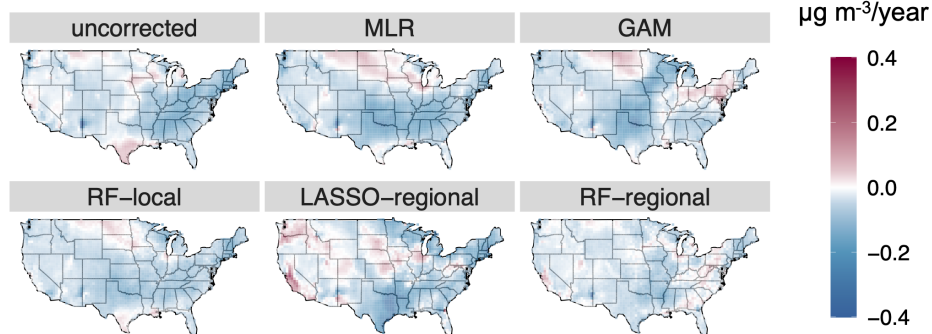 µg m-³/year
uncorrected MLR GAM
RF−local LASSO−regional RF−regional
0.4
0.2
0.0
−0.2
−0.4